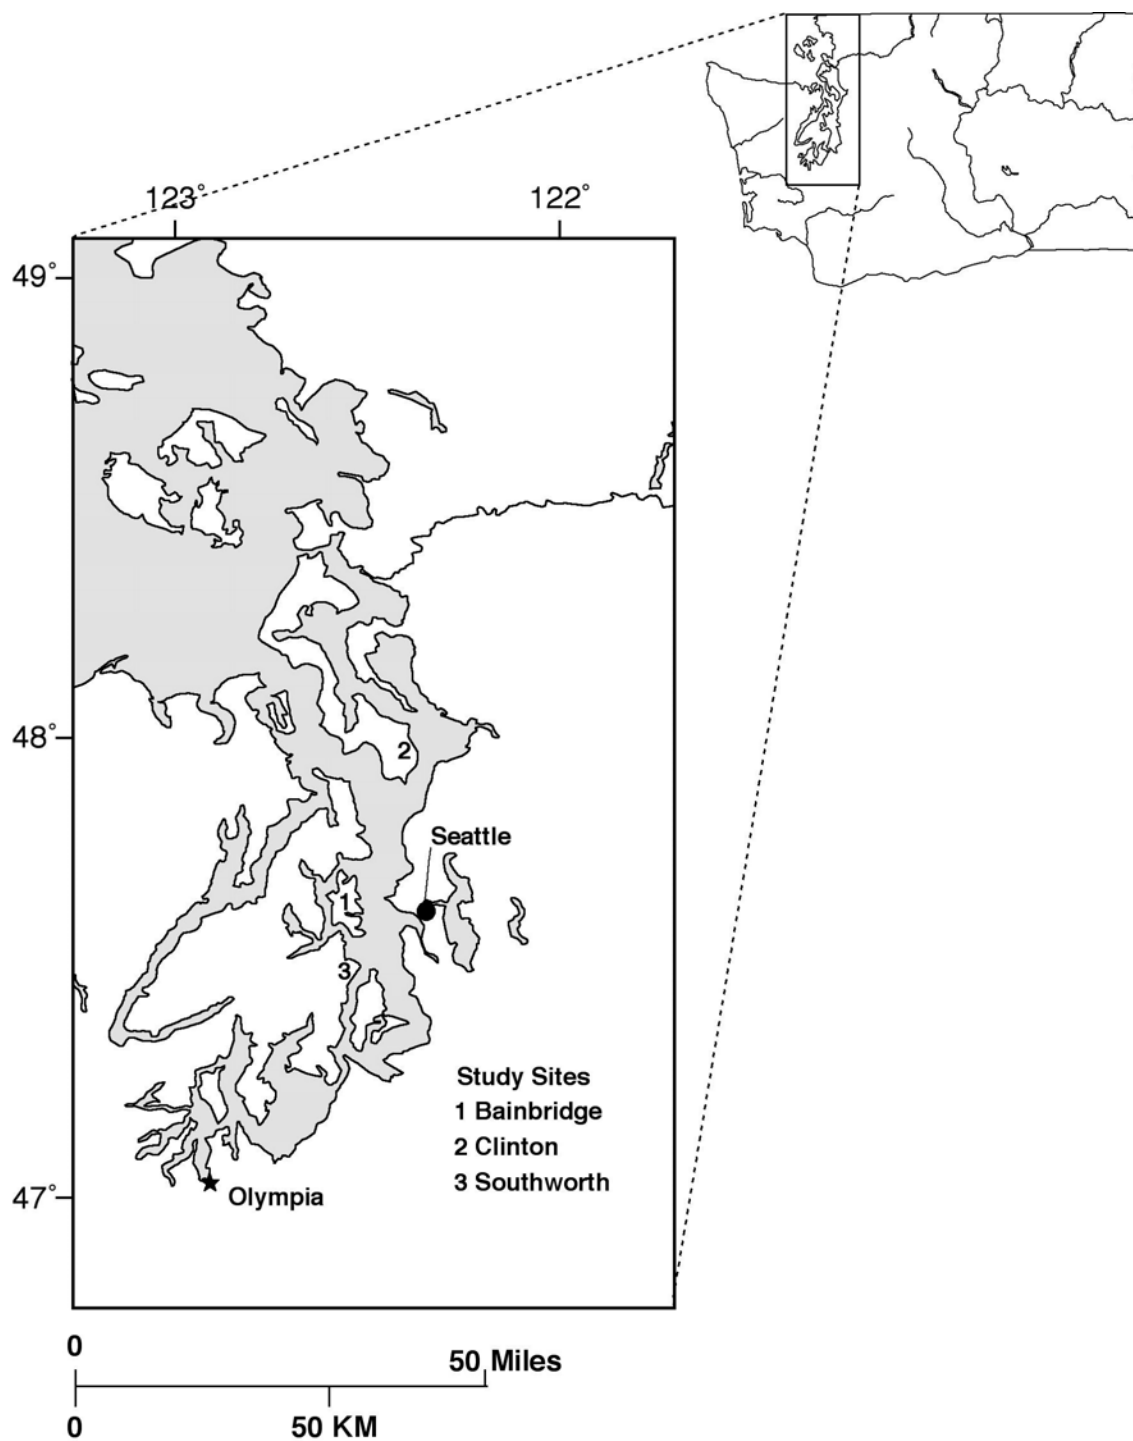 123° 122°
49°
48°
2
Seattle
1
3
Study Sites
1 Bainbridge
2 Clinton
3 Southworth
47°
Olympia
0
50 Miles
0 50 KM